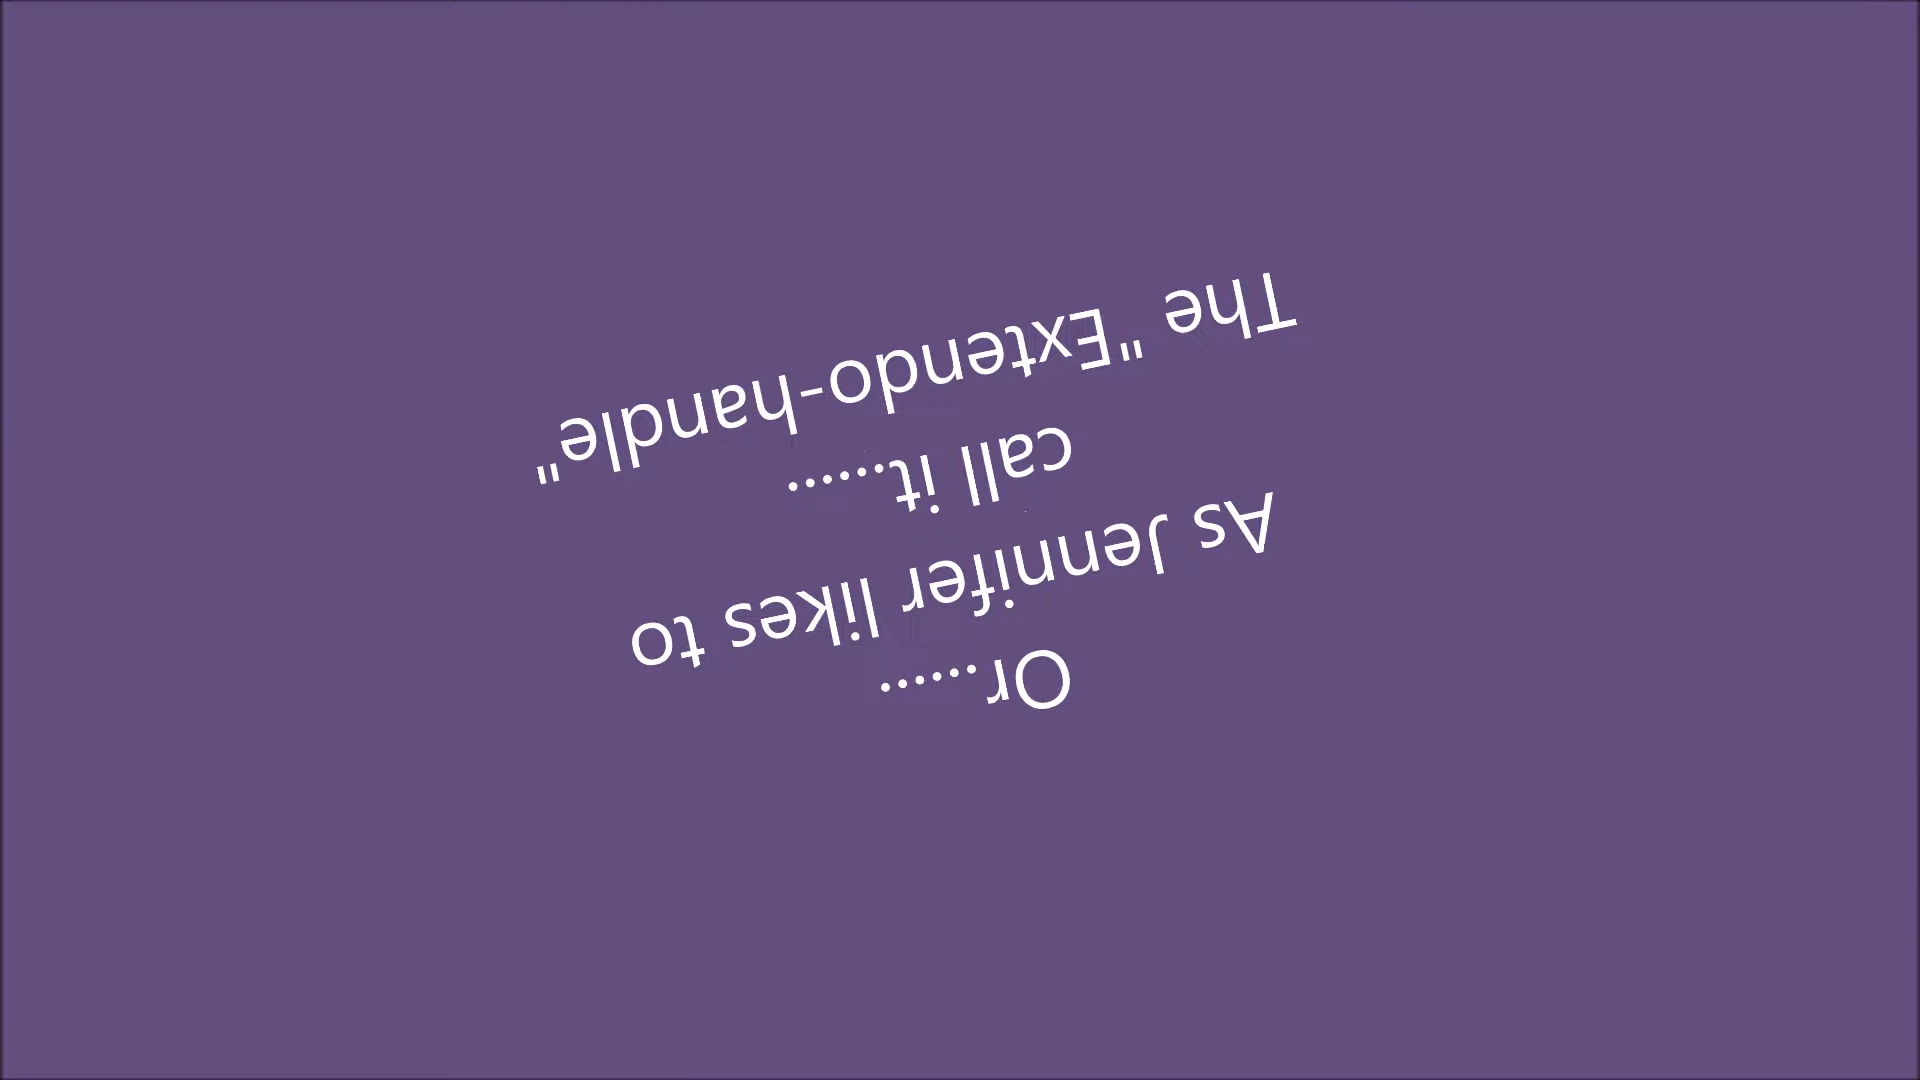 Or......
As Jennifer likes to
call it......
The "Extendo-handle"